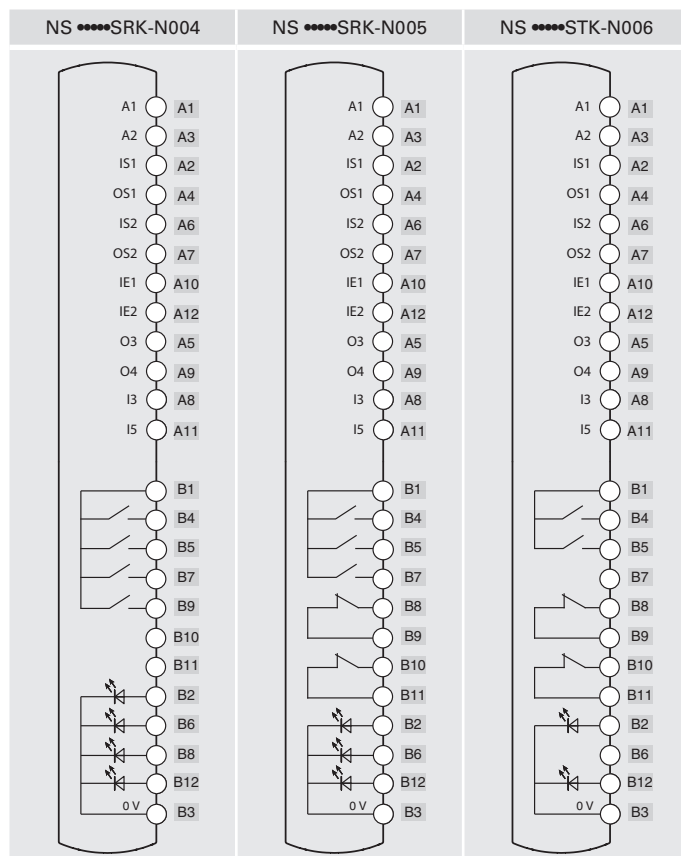 NS •••••SRK-N004
A1 A1
A2 A3
IS1 A2
OS1 A4
IS2 A6
OS2 A7
IE1 A10
IE2 A12
O3 A5
O4 A9
I3 A8
I5 A11
B1
B4
B5
B7
B9
B10
B11
B2
B6
B8
B12
0 V B3
NS •••••SRK-N005
A1 A1
A2 A3
IS1 A2
OS1 A4
IS2 A6
OS2 A7
IE1 A10
IE2 A12
O3 A5
O4 A9
I3 A8
I5 A11
B1
B4
B5
B7
B8
B9
B10
B11
B2
B6
B12
0 V B3
NS •••••STK-N006
A1 A1
A2 A3
IS1 A2
OS1 A4
IS2 A6
OS2 A7
IE1 A10
IE2 A12
O3 A5
O4 A9
I3 A8
I5 A11
B1
B4
B5
B7
B8
B9
B10
B11
B2
B6
B12
0 V B3